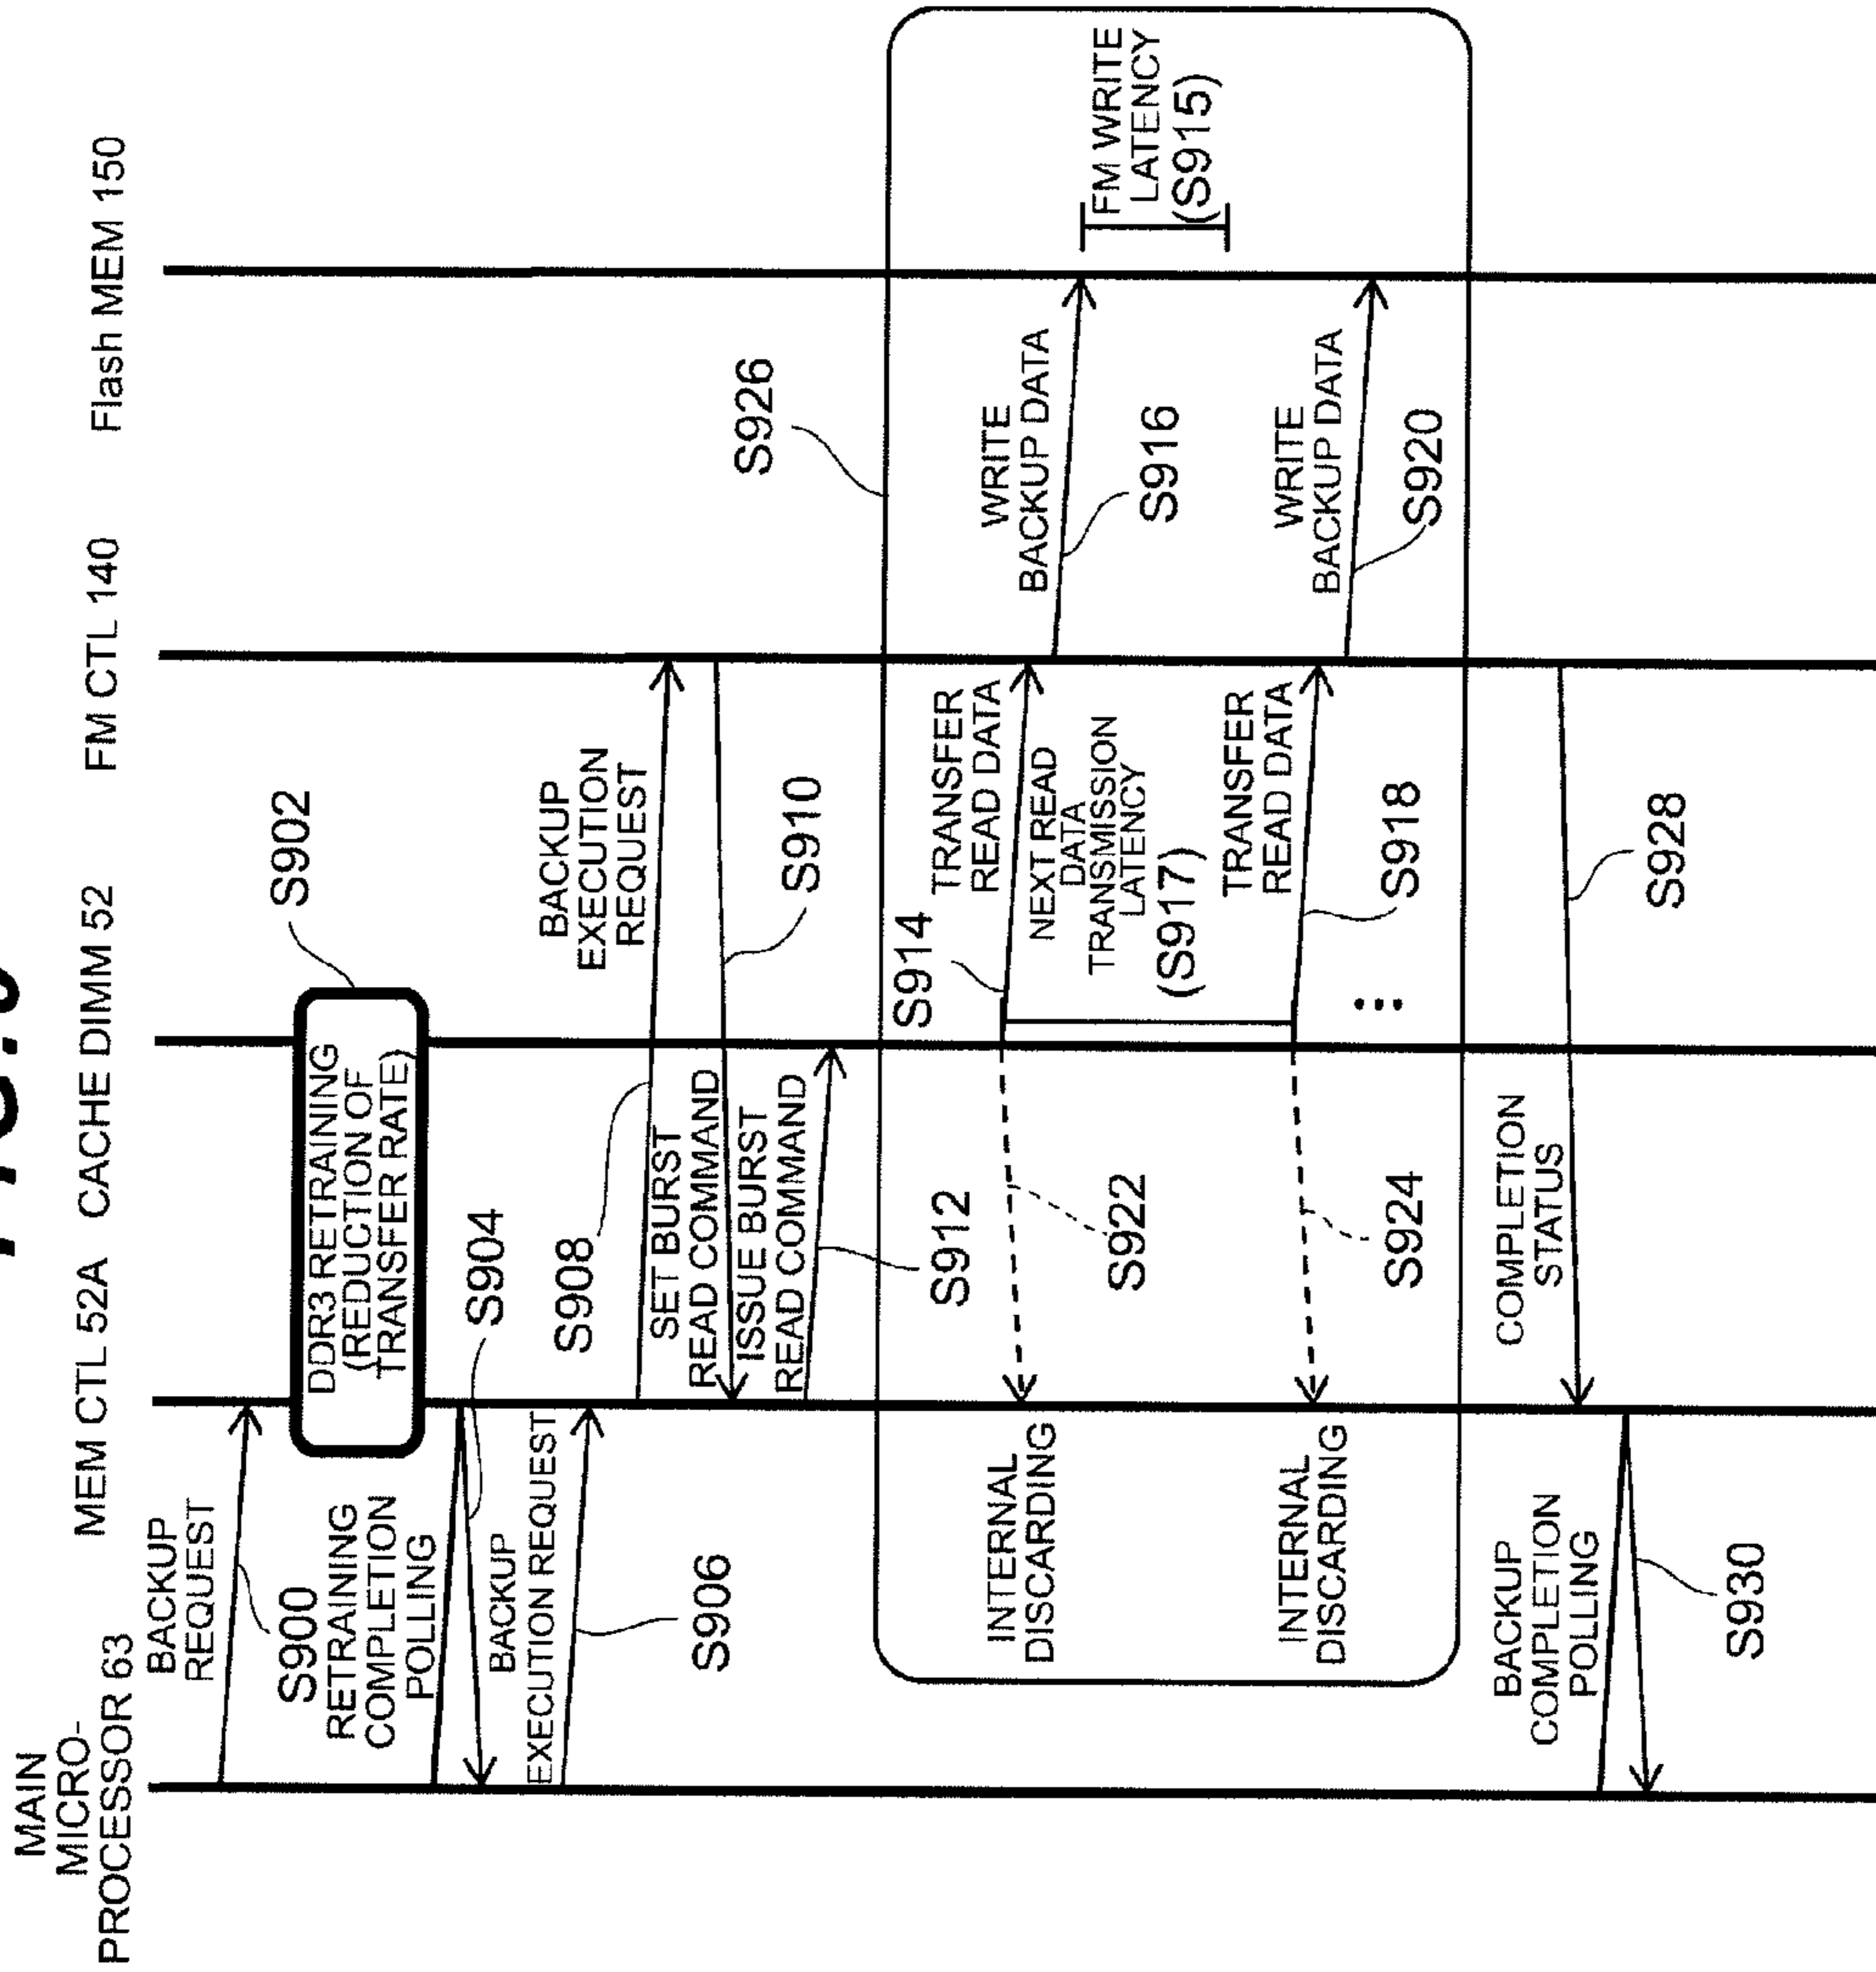 MAIN
MICRO-
PROCESSOR 63
MEM CTL 52A
CACHE DIMM 52
FM CTL 140
Flash MEM 150
BACKUP
REQUEST
S900
DDR3 RETRAINING
(REDUCTION OF
TRANSFER RATE)
S902
RETRAINING
COMPLETION
POLLING
S904
BACKUP
EXECUTION REQUEST
S906
BACKUP
EXECUTION
REQUEST
S908
SET BURST
READ COMMAND
S910
ISSUE BURST
READ COMMAND
S912
S926
S914
TRANSFER
READ DATA
WRITE
BACKUP DATA
S916
FM WRITE
LATENCY
(S915)
INTERNAL
DISCARDING
S922
NEXT READ
DATA
TRANSMISSION
LATENCY
(S917)
TRANSFER
READ DATA
S918
WRITE
BACKUP DATA
S920
INTERNAL
DISCARDING
S924
...
COMPLETION
STATUS
S928
BACKUP
COMPLETION
POLLING
S930